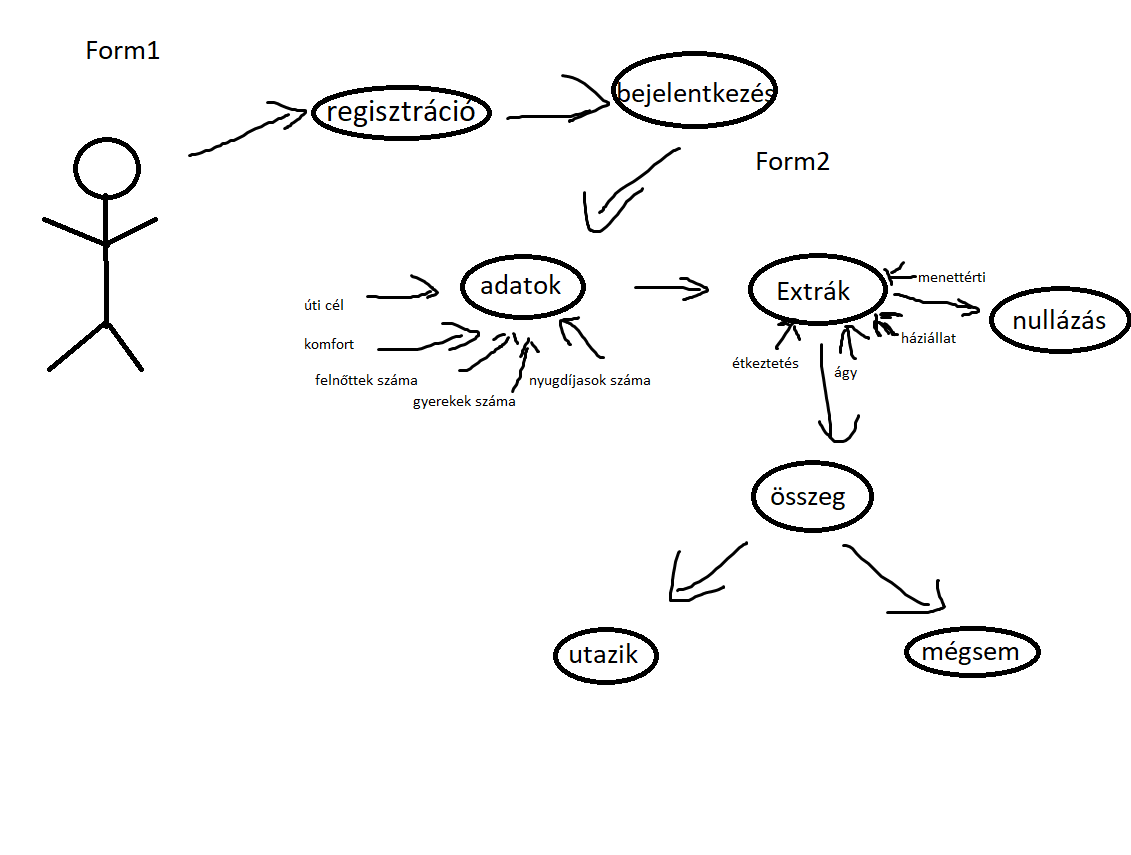 Form1
regisztráció
bejelentkezés
Form2
adatok
Extrák
menettérti
nullázás
úti cél
komfort
felnőttek száma
gyerekek száma
nyugdíjasok száma
étkeztetés
ágy
háziállat
összeg
utazik
mégsem